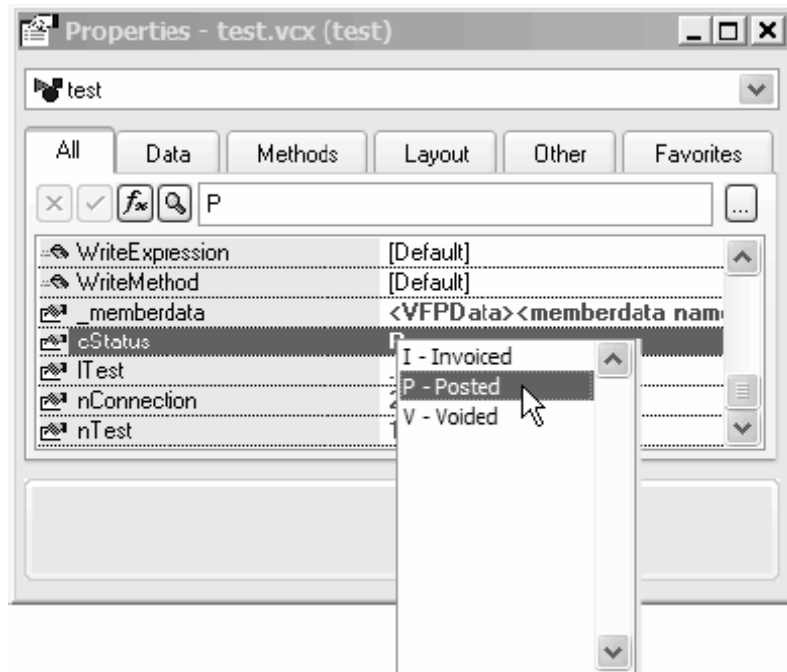 Properties - test.vcx (test)
test
All Data Methods Layout Other Favorites
fx P ...
WriteExpression [Default]
WriteMethod [Default]
_memberdata <VFPData><memberdata nam
cStatus
lTest
nConnection
nTest
I - Invoiced
P - Posted
V - Voided